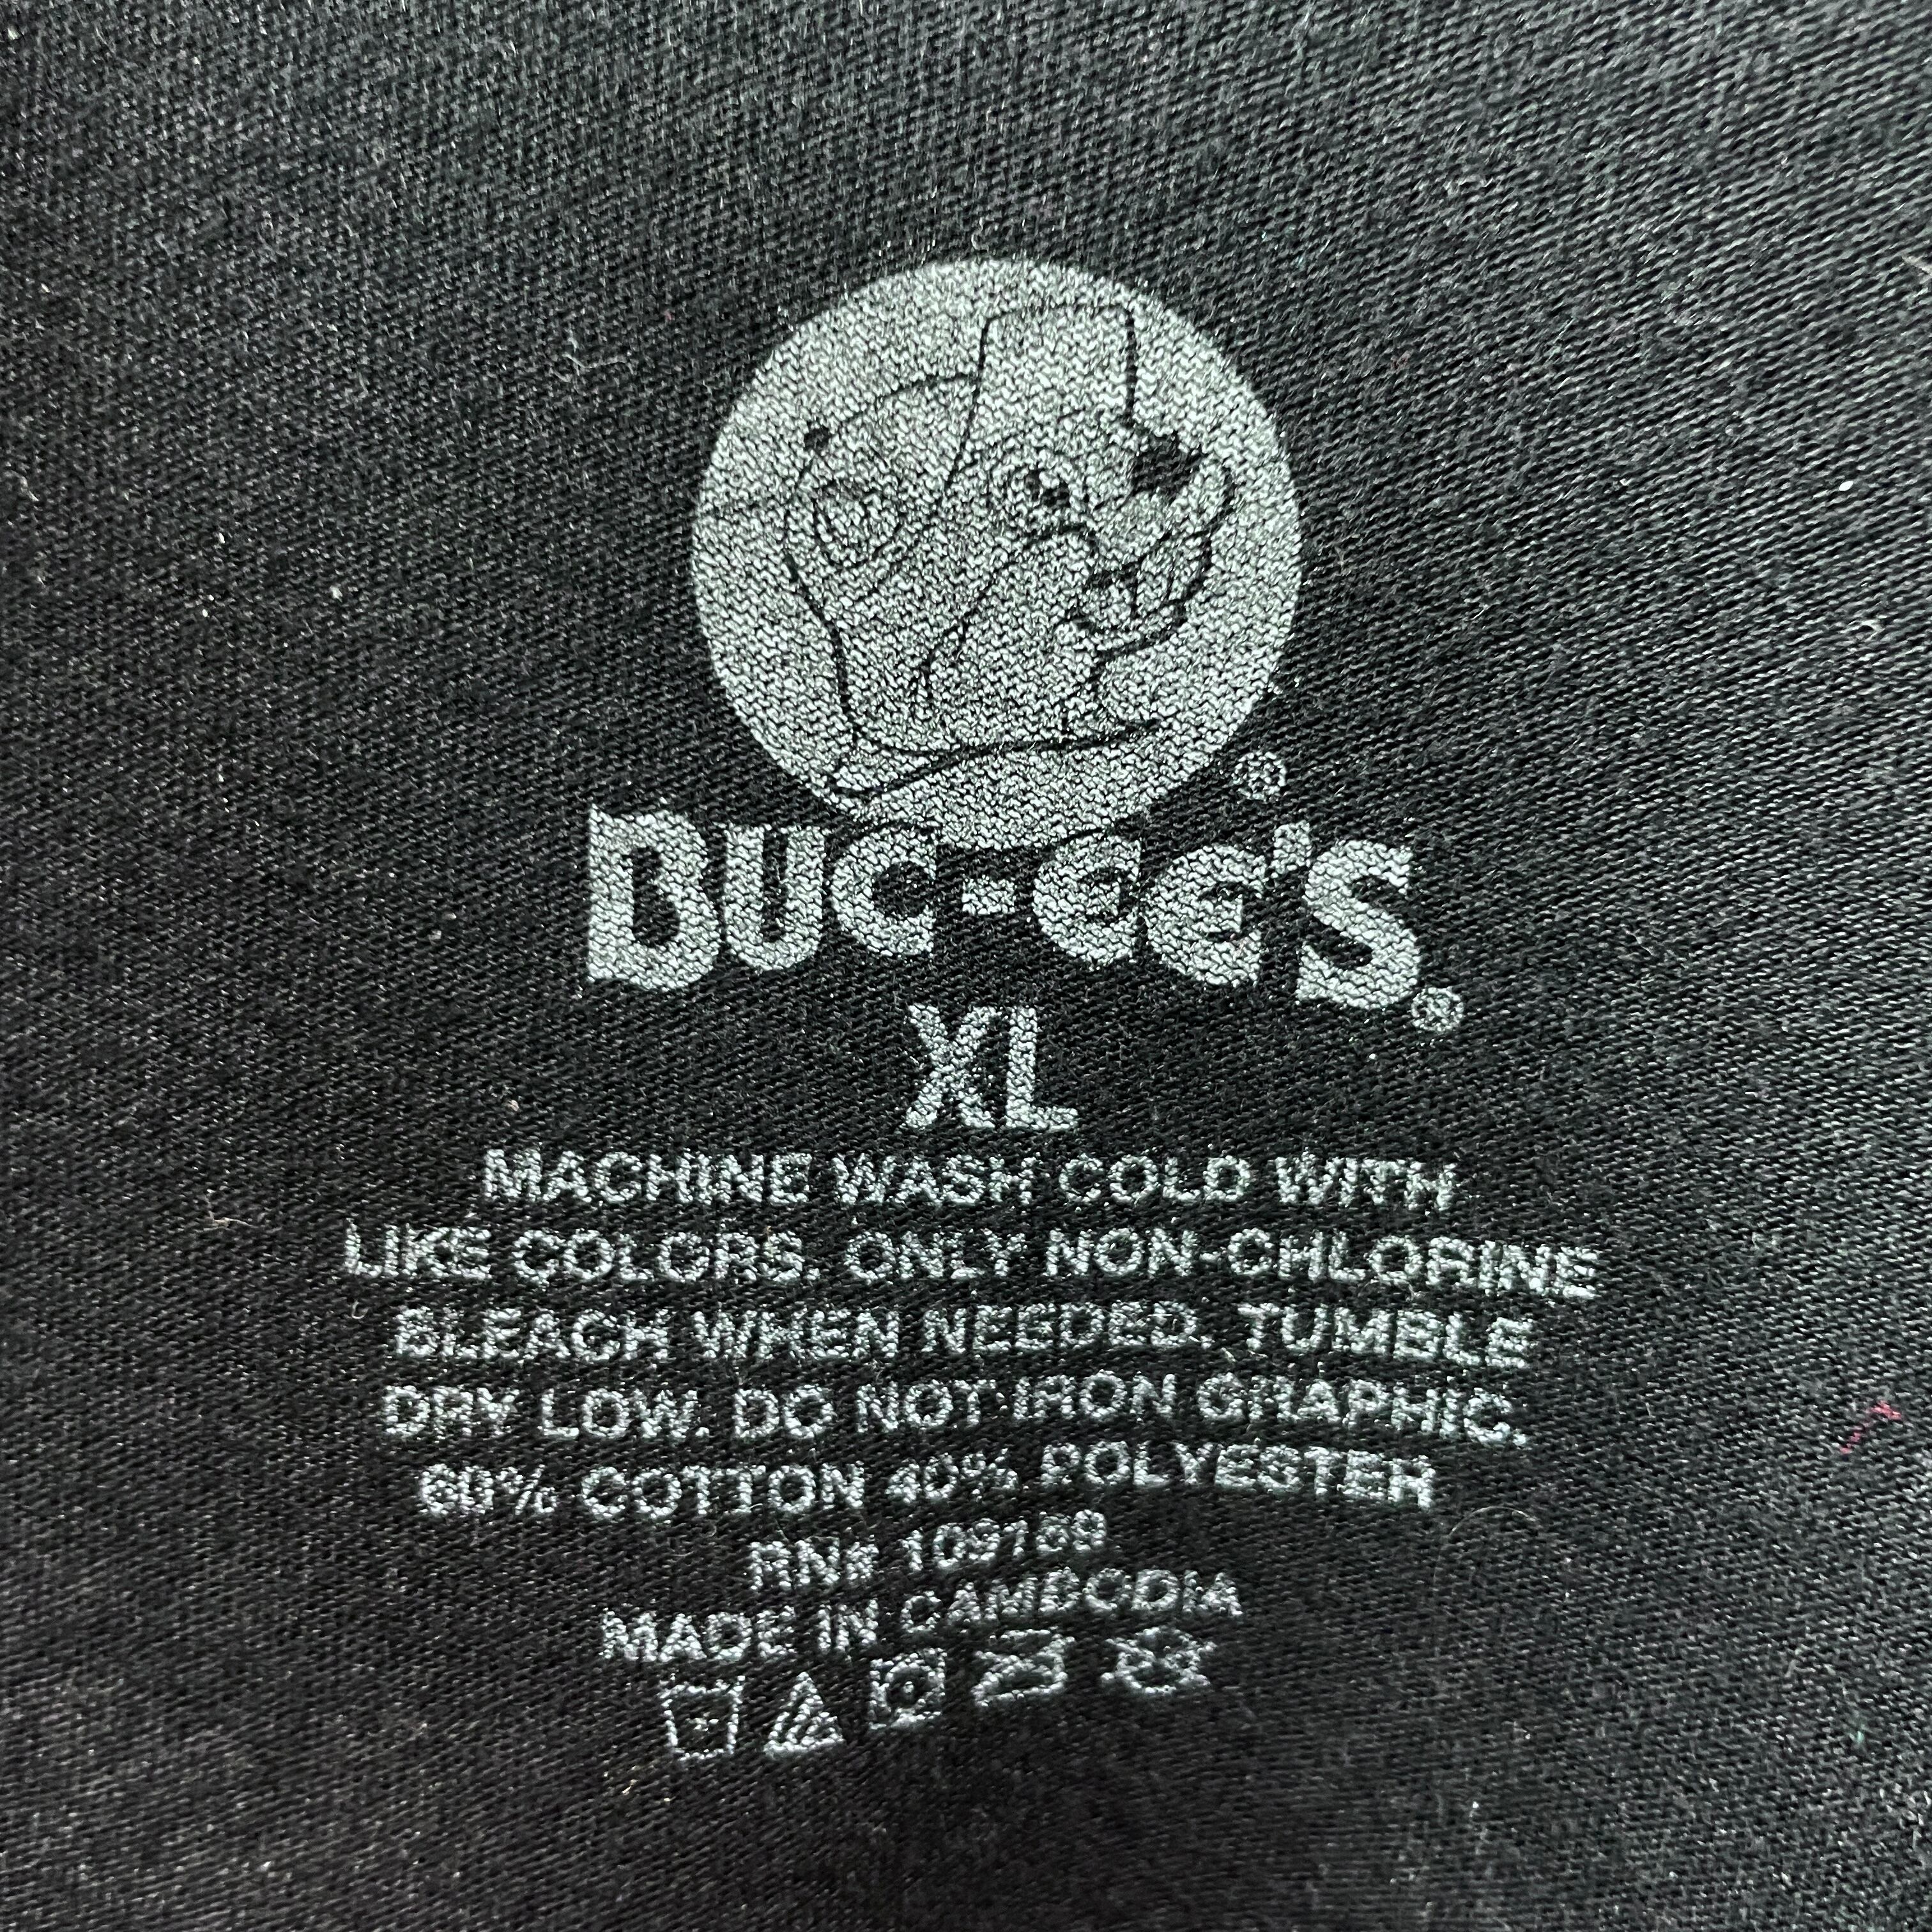 ®
BUC-EE'S®
XL
MACHINE WASH COLD WITH
LIKE COLORS. ONLY NON-CHLORINE
BLEACH WHEN NEEDED. TUMBLE
DRY LOW. DO NOT IRON GRAPHIC.
60% COTTON 40% POLYESTER
RN# 109189
MADE IN CAMBODIA